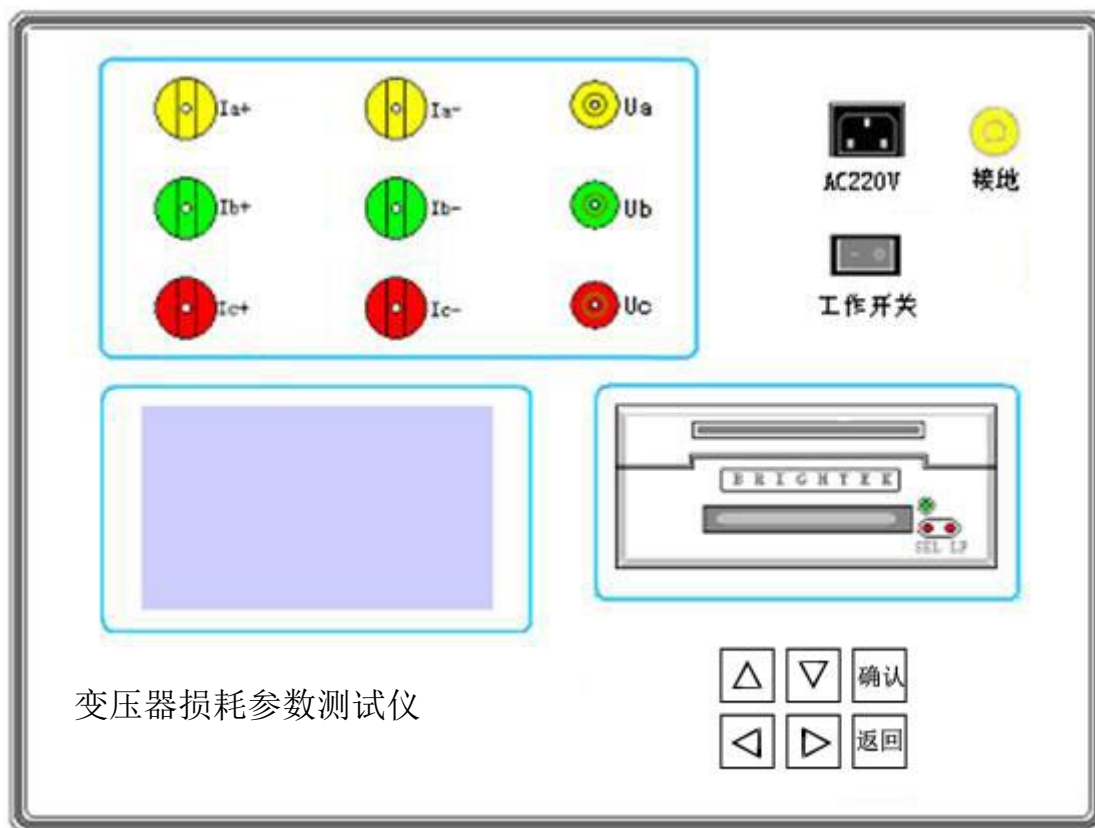 Ia+ Ia- Ua
AC220V 接地
Ib+ Ib- Ub
Ic+ Ic- Uc
工作开关
BRIGHTEK
SEL LF
变压器损耗参数测试仪
确认
返回